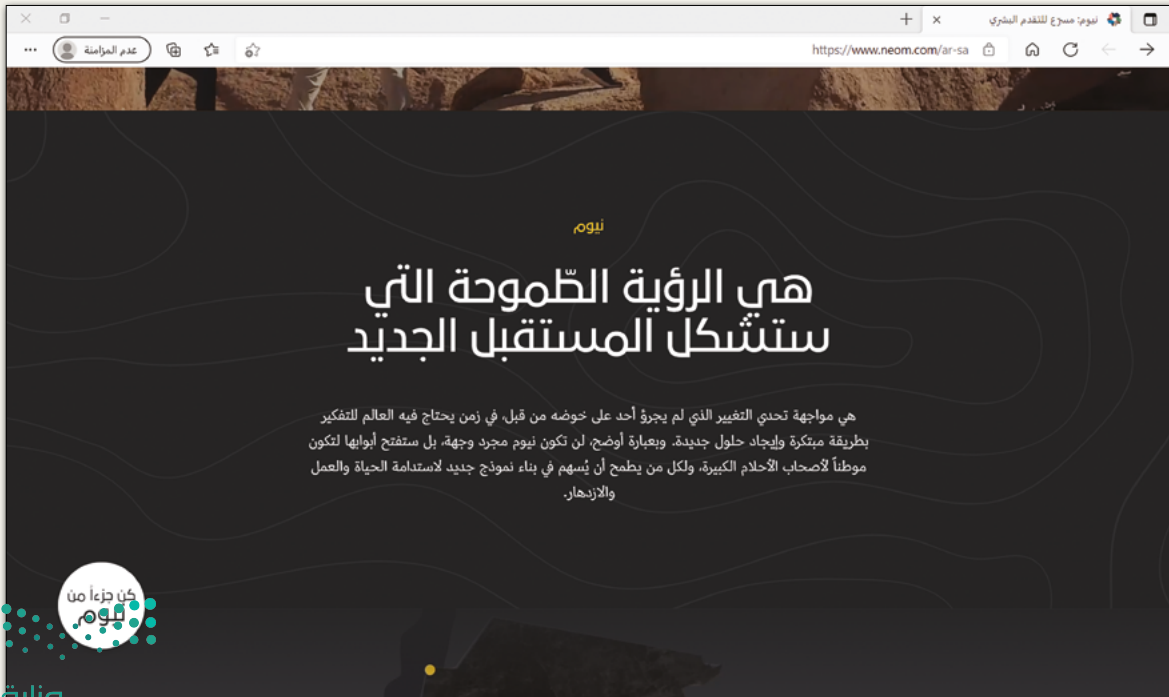 نيوم: مسرع للتقدم البشري
https://www.neom.com/ar-sa
عدم المزامنة
نيوم
هي الرؤية الطّموحة التي
ستشكل المستقبل الجديد
هي مواجهة تحدي التغيير الذي لم يجرؤ أحد على خوضه من قبل، في زمن يحتاج فيه العالم للتفكير
بطريقة مبتكرة وإيجاد حلول جديدة. وبعبارة أوضح، لن تكون نيوم مجرد وجهة، بل ستفتح أبوابها لتكون
موطناً لأصحاب الأحلام الكبيرة، ولكل من يطمح أن يُسهم في بناء نموذج جديد لاستدامة الحياة والعمل
والازدهار.
كن جزءاً من
نيوم